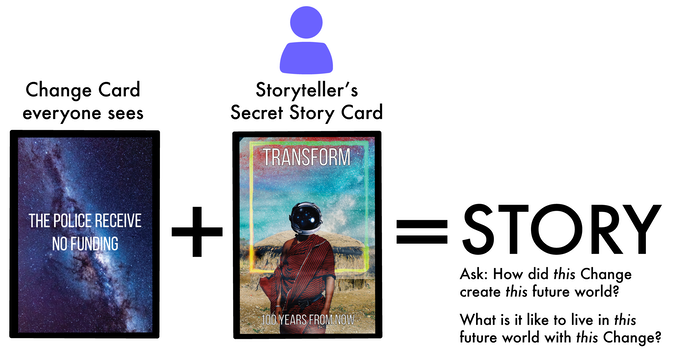 Change Card
everyone sees
Storyteller's
Secret Story Card
THE POLICE RECEIVE
NO FUNDING
+
TRANSFORM
100 YEARS FROM NOW
=
STORY
Ask: How did this Change
create this future world?
What is it like to live in this
future world with this Change?